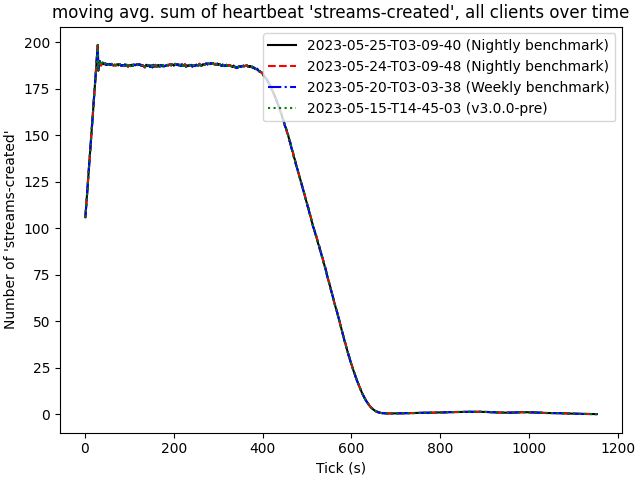 moving avg. sum of heartbeat 'streams-created', all clients over time
2023-05-25-T03-09-40 (Nightly benchmark)
2023-05-24-T03-09-48 (Nightly benchmark)
2023-05-20-T03-03-38 (Weekly benchmark)
2023-05-15-T14-45-03 (v3.0.0-pre)
Number of 'streams-created'
200
175
150
125
100
75
50
25
0
0
200
400
600
800
1000
1200
Tick (s)